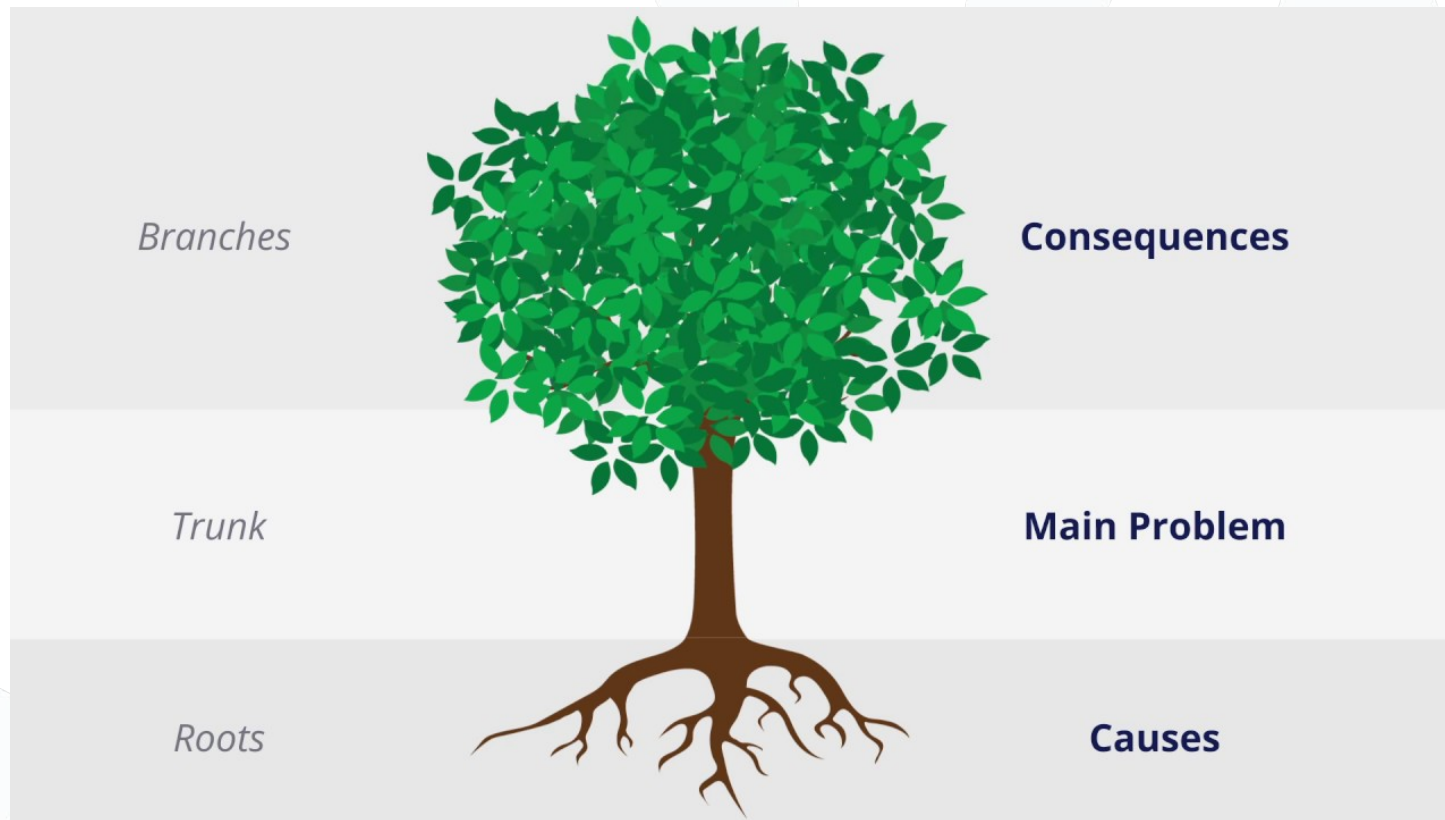 Branches
Consequences
Trunk
Main Problem
Roots
Causes